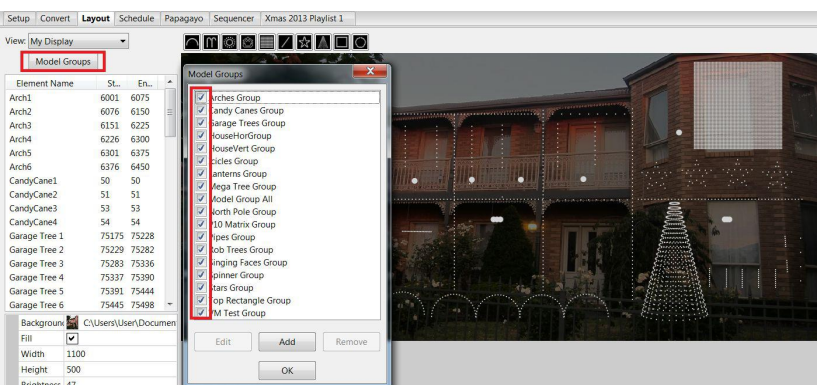 Setup Convert Layout Schedule Papagayo Sequencer Xmas 2013 Playlist 1
View: My Display
Model Groups
Element Name St... En...
Arch1 6001 6075
Arch2 6076 6150
Arch3 6151 6225
Arch4 6226 6300
Arch5 6301 6375
Arch6 6376 6450
CandyCane1 50 50
CandyCane2 51 51
CandyCane3 53 53
CandyCane4 54 54
Garage Tree 1 75175 75228
Garage Tree 2 75229 75282
Garage Tree 3 75283 75336
Garage Tree 4 75337 75390
Garage Tree 5 75391 75444
Garage Tree 6 75445 75498
Background C:\Users\User\Documen
Fill
Width 1100
Height 500
Brightness 47
Model Groups
Arches Group
Candy Canes Group
Garage Trees Group
HouseHorGroup
HouseVert Group
Icicles Group
Lanterns Group
Mega Tree Group
Model Group All
North Pole Group
P10 Matrix Group
Pipes Group
Rob Trees Group
Singing Faces Group
Spinner Group
Stars Group
Top Rectangle Group
VM Test Group
Edit Add Remove
OK